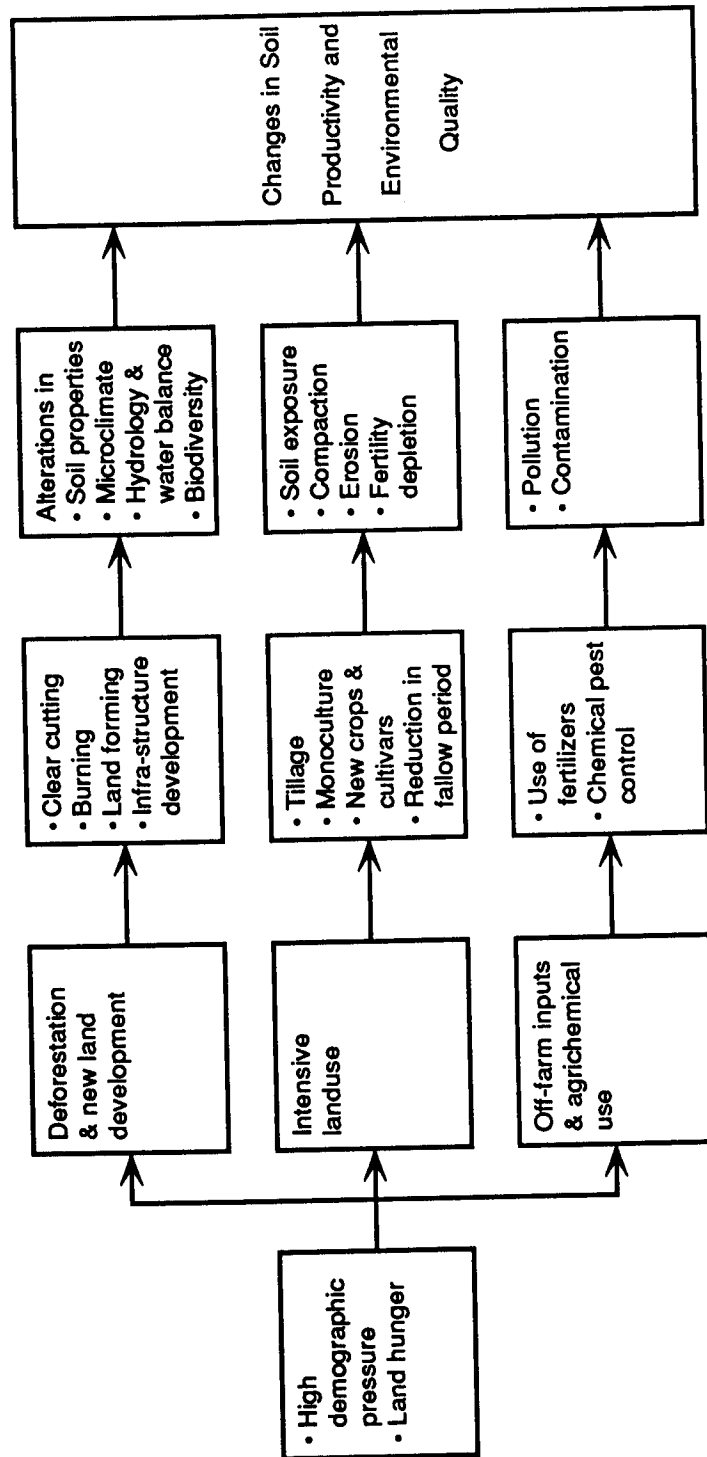 • High
demographic
pressure
• Land hunger
Deforestation
& new land
development
Intensive
landuse
Off-farm inputs
& agrichemical
use
• Clear cutting
• Burning
• Land forming
• Infra-structure
development
• Tillage
• Monoculture
• New crops &
cultivars
• Reduction in
fallow period
• Use of
fertilizers
• Chemical pest
control
Alterations in
• Soil properties
• Microclimate
• Hydrology &
water balance
• Biodiversity
• Soil exposure
• Compaction
• Erosion
• Fertility
depletion
• Pollution
• Contamination
Changes in Soil
Productivity and
Environmental
Quality